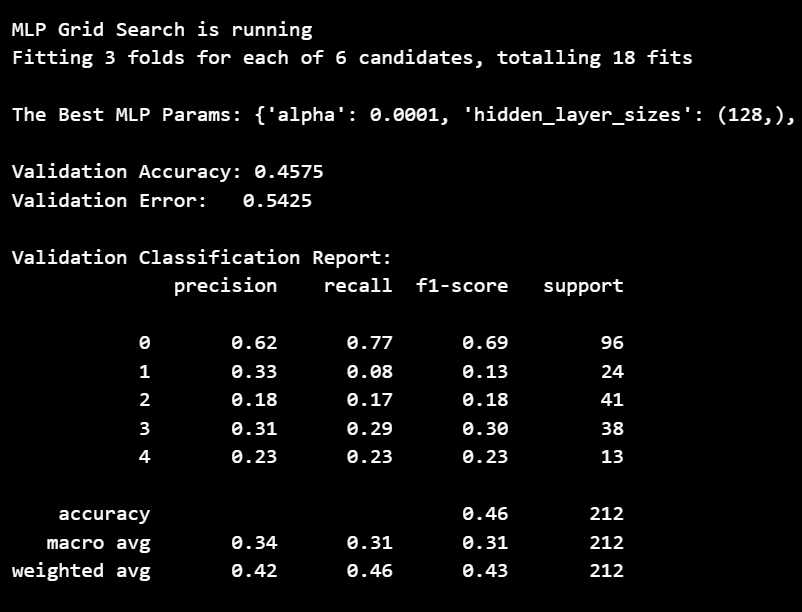 MLP Grid Search is running
Fitting 3 folds for each of 6 candidates, totalling 18 fits
The Best MLP Params: {'alpha': 0.0001, 'hidden_layer_sizes': (128,),
Validation Accuracy: 0.4575
Validation Error:   0.5425
Validation Classification Report:
              precision    recall  f1-score   support
           0       0.62      0.77      0.69        96
           1       0.33      0.08      0.13        24
           2       0.18      0.17      0.18        41
           3       0.31      0.29      0.30        38
           4       0.23      0.23      0.23        13
    accuracy                           0.46       212
   macro avg       0.34      0.31      0.31       212
weighted avg       0.42      0.46      0.43       212